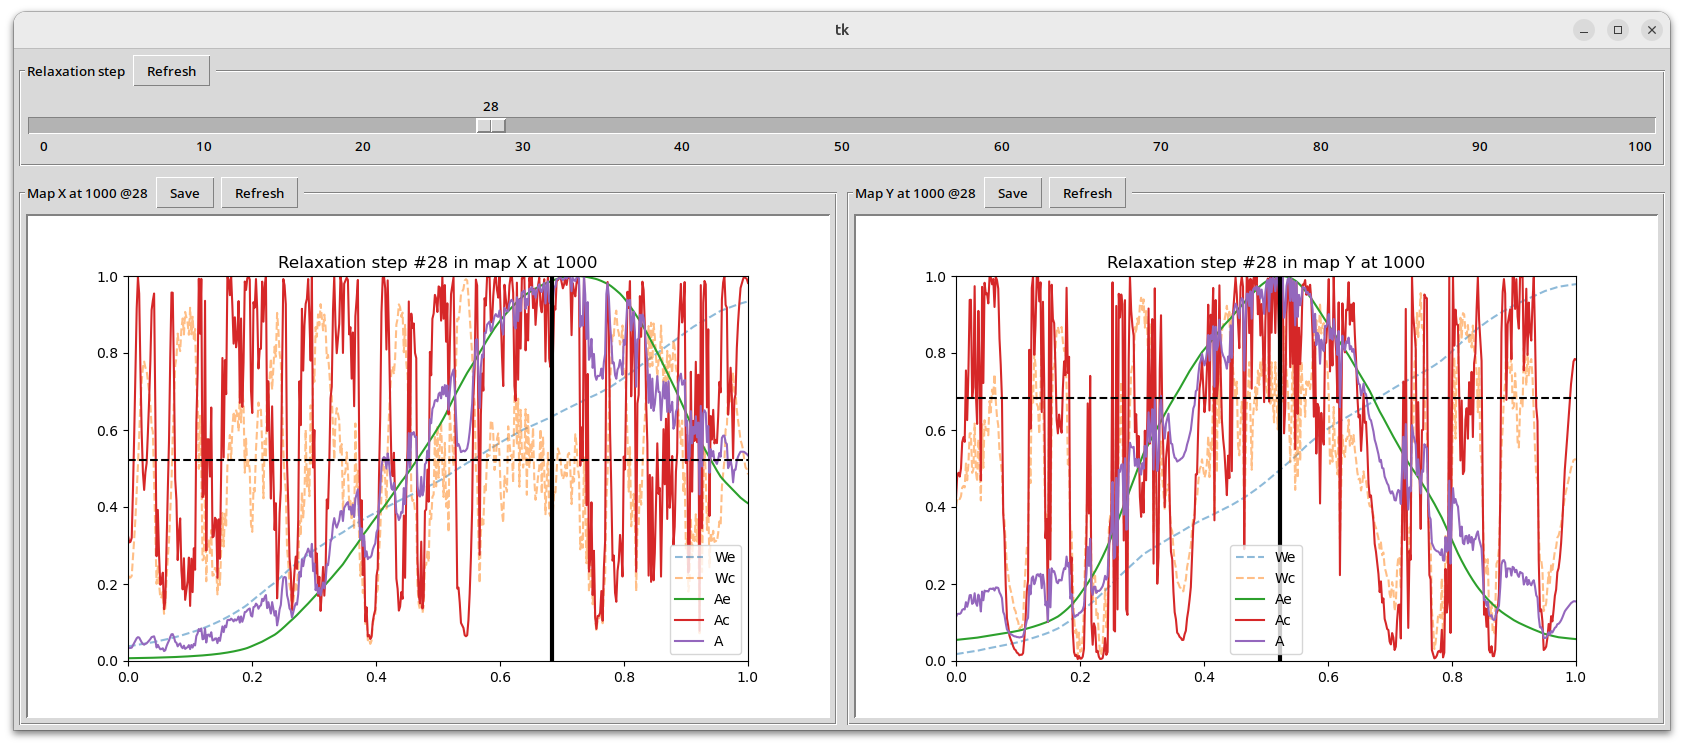 tk
Relaxation step Refresh
28
0 10 20 30 40 50 60 70 80 90 100
Map X at 1000 @28 Save Refresh
Relaxation step #28 in map X at 1000
1.0
0.8
0.6
0.4
0.2
0.0
0.0 0.2 0.4 0.6 0.8 1.0
We
Wc
Ae
Ac
A
Map Y at 1000 @28 Save Refresh
Relaxation step #28 in map Y at 1000
1.0
0.8
0.6
0.4
0.2
0.0
0.0 0.2 0.4 0.6 0.8 1.0
We
Wc
Ae
Ac
A